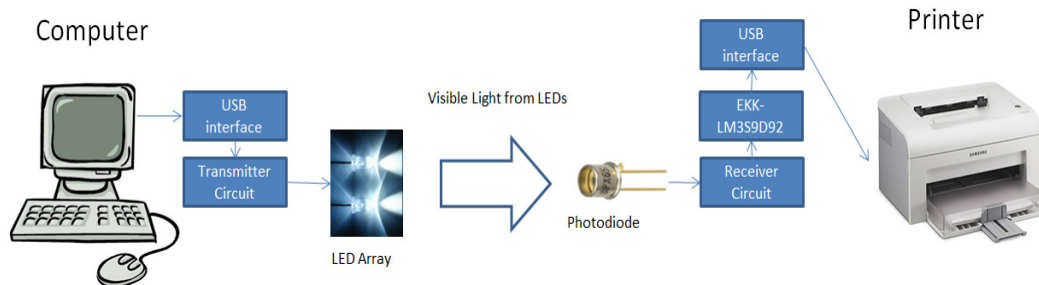 Computer
USB
interface
Transmitter
Circuit
LED Array
Visible Light from LEDs
Photodiode
USB
interface
EKK-
LM3S9D92
Receiver
Circuit
Printer
SAMSUNG